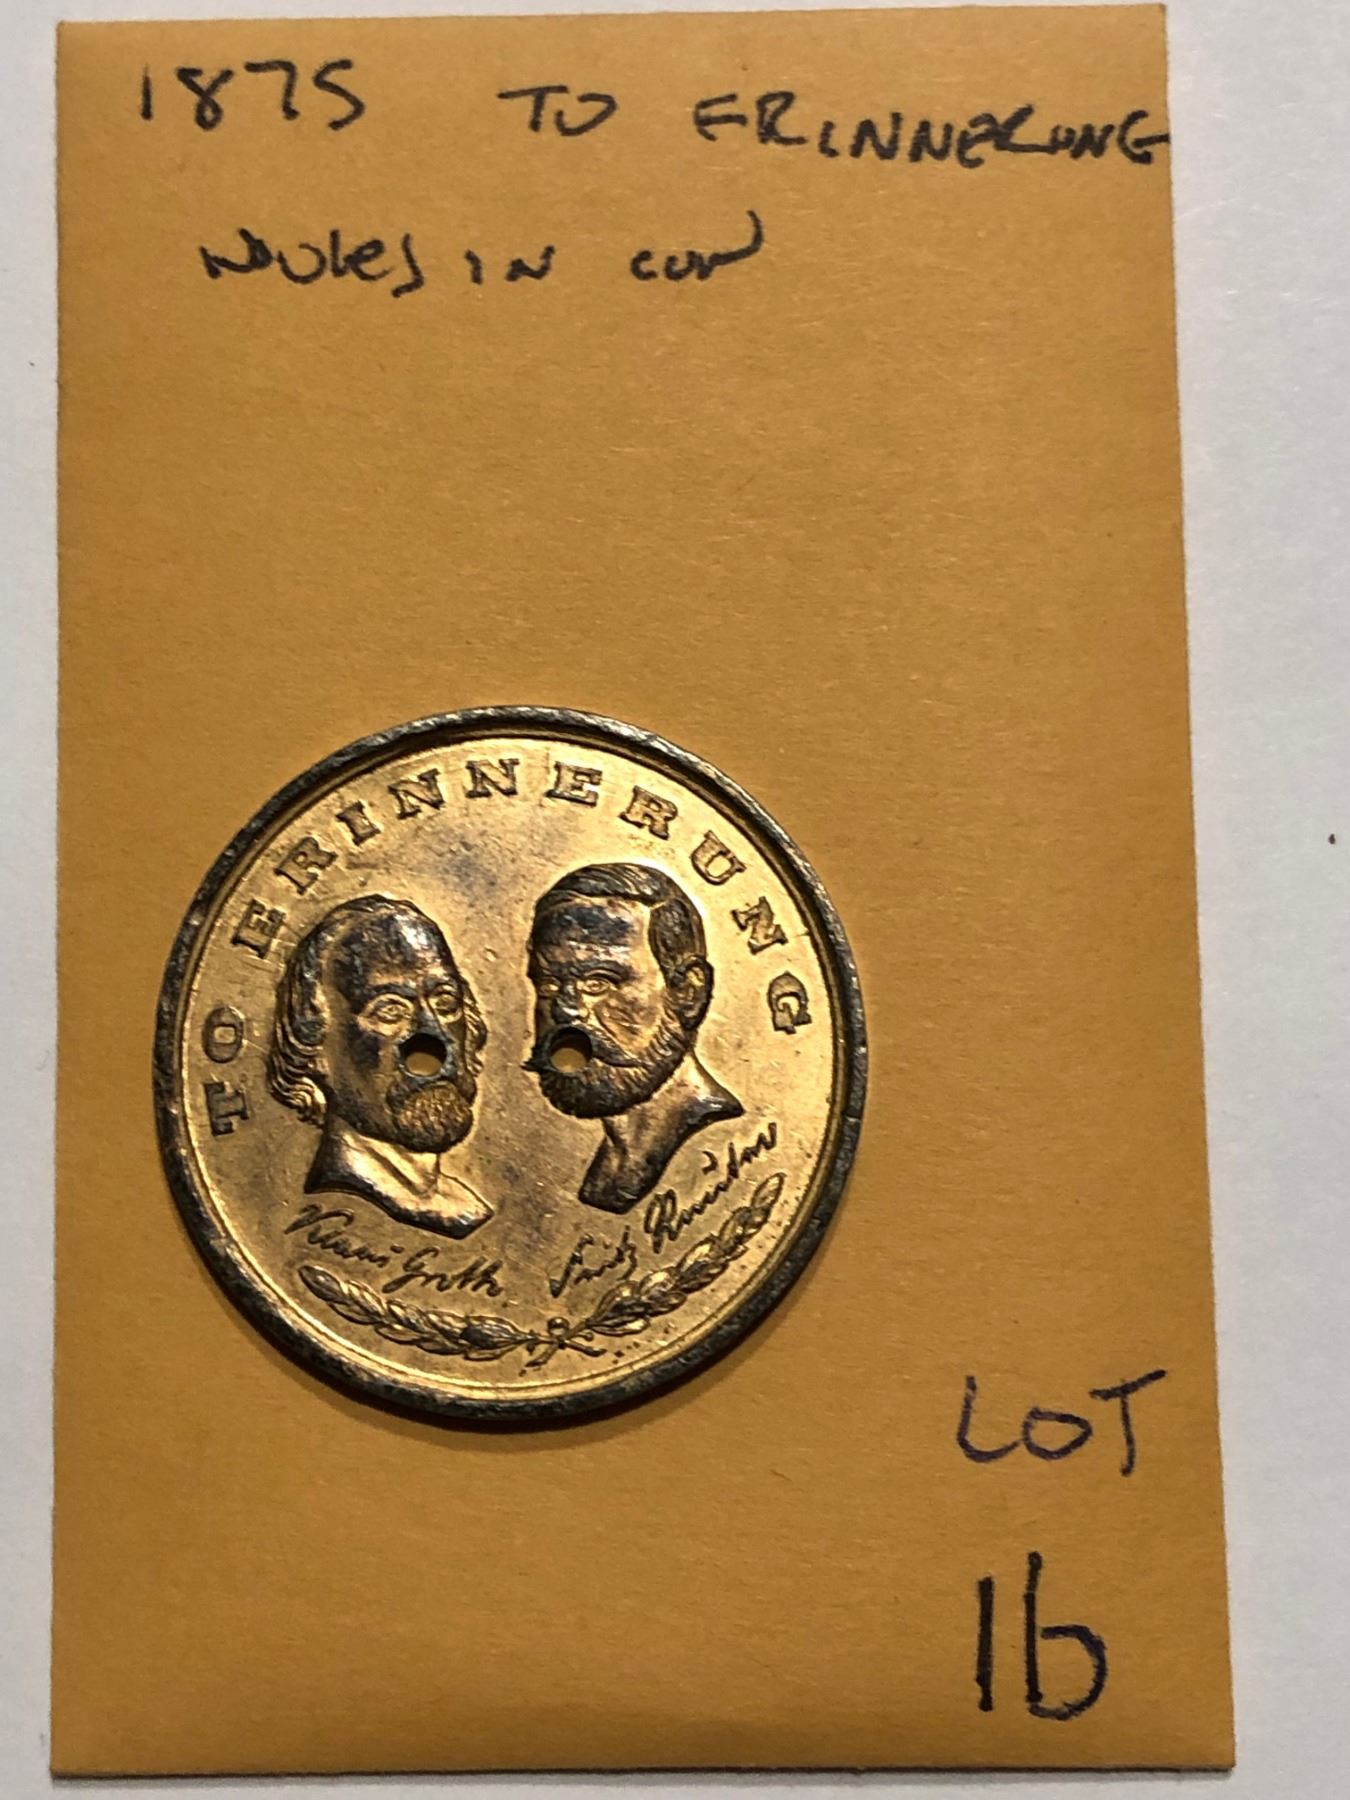 1875 TO ERINNERUNG
HOLES IN COIN
TO ERINNERUNG
Klaus Groth
Fritz Reuter
LOT
16